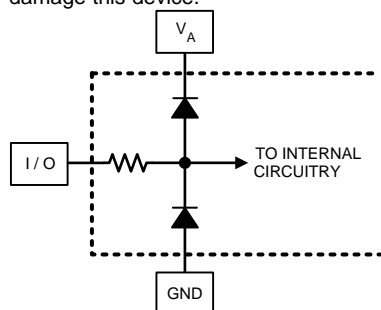 damage this device.
VA
I / O
TO INTERNAL
CIRCUITRY
GND